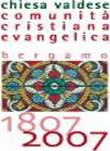 chiesa valdese
comunità
cristiana
evangelica
bergamo
1807
2007